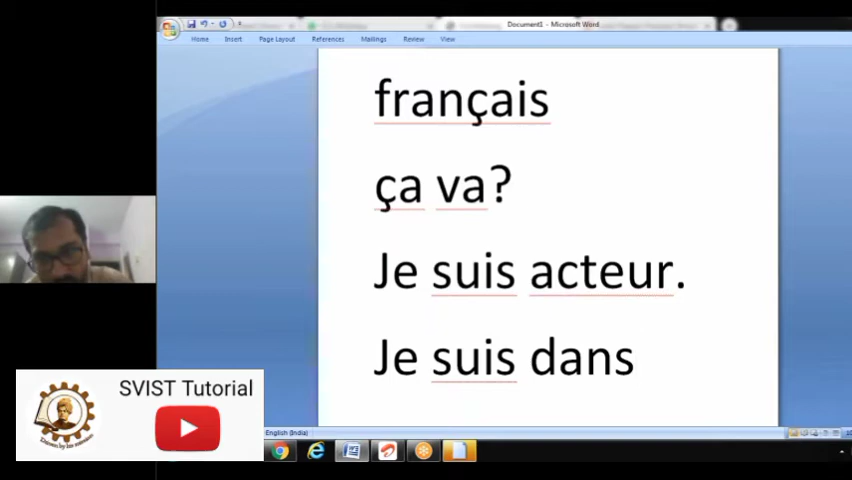 Document1 - Microsoft Word
Home Insert Page Layout References Mailings Review View
français
ça va?
Je suis acteur.
Je suis dans
SVIST Tutorial
English (India)